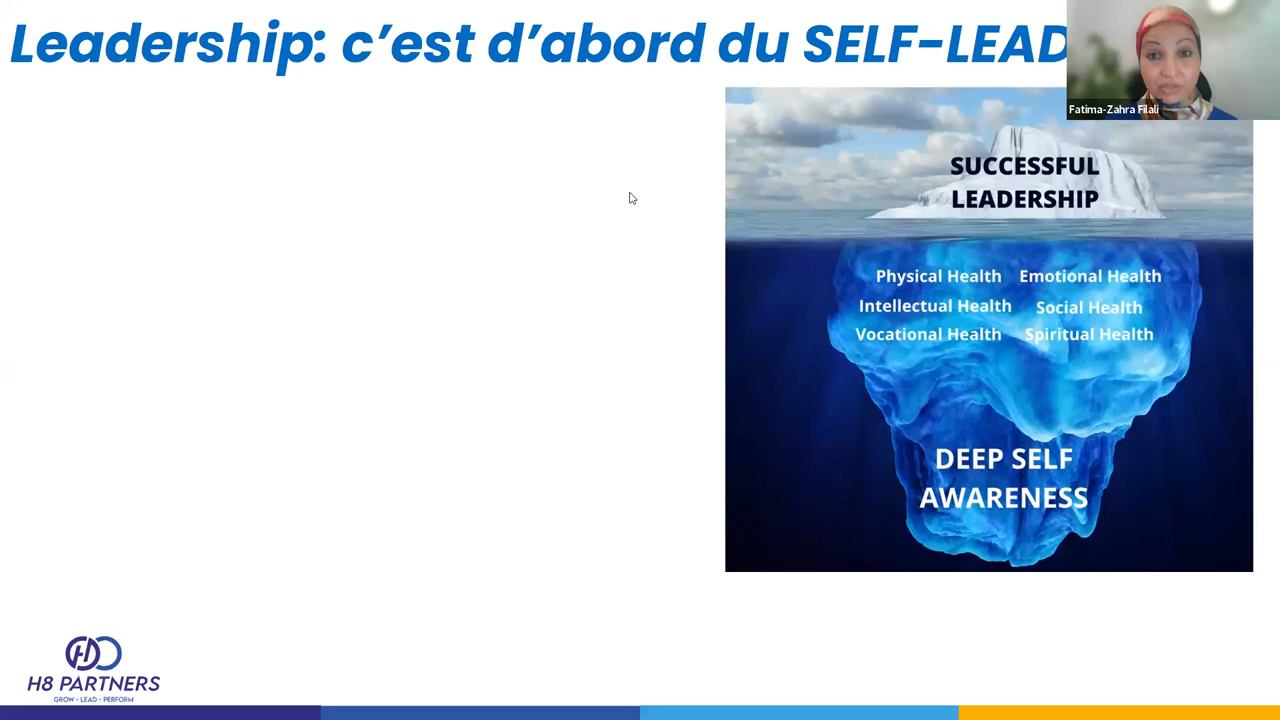 Leadership: c’est d’abord du SELF-LEAD
Fatima-Zahra Filali
SUCCESSFUL
LEADERSHIP
Physical Health Emotional Health
Intellectual Health Social Health
Vocational Health Spiritual Health
DEEP SELF
AWARENESS
H8 PARTNERS
GROW - LEAD - PERFORM